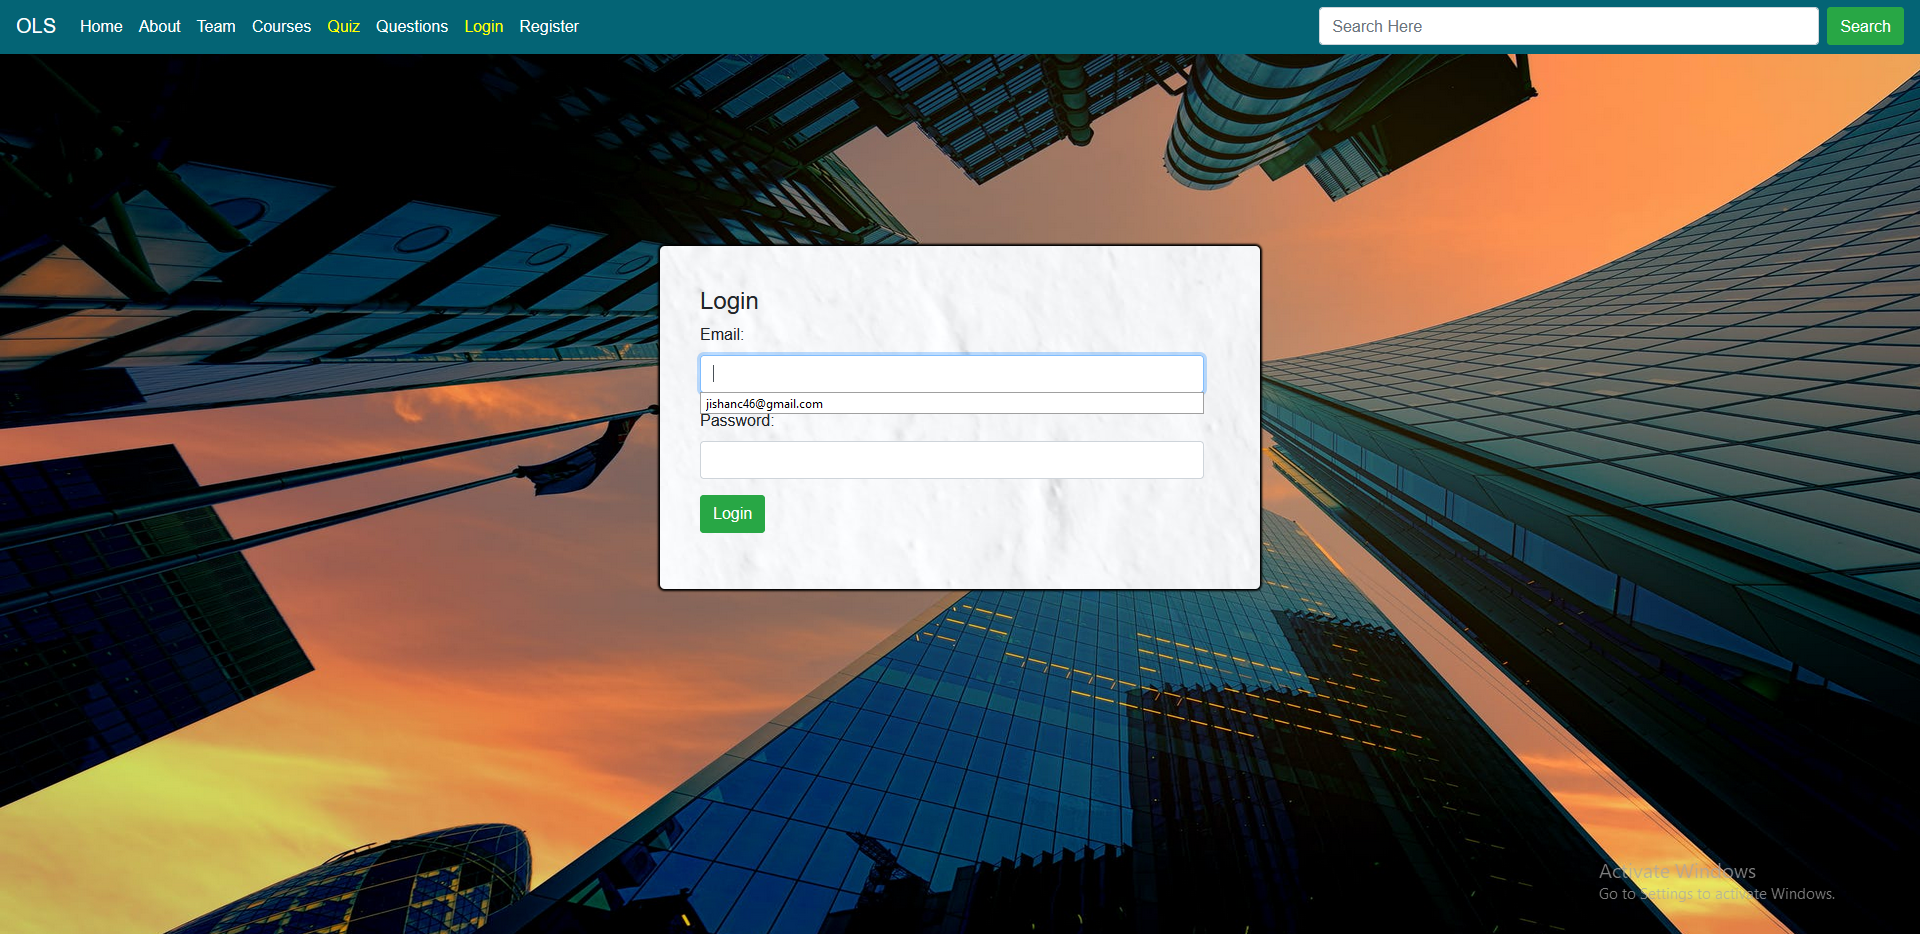 OLS Home About Team Courses Quiz Questions Login Register Search Here Search
Login
Email:
jishanc46@gmail.com
Password:
Login
Activate Windows
Go to Settings to activate Windows.